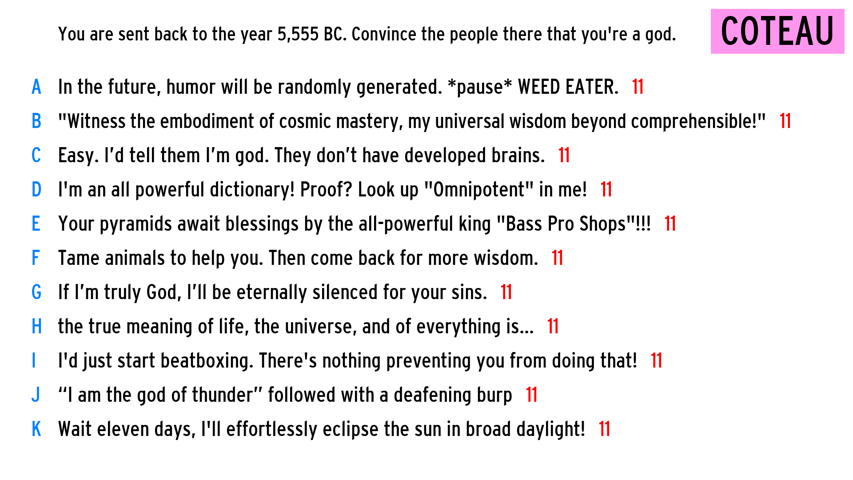 You are sent back to the year 5,555 BC. Convince the people there that you're a god.
COTEAU
A In the future, humor will be randomly generated. *pause* WEED EATER. 11
B "Witness the embodiment of cosmic mastery, my universal wisdom beyond comprehensible!" 11
C Easy. I’d tell them I’m god. They don’t have developed brains. 11
D I'm an all powerful dictionary! Proof? Look up "Omnipotent" in me! 11
E Your pyramids await blessings by the all-powerful king "Bass Pro Shops"!!! 11
F Tame animals to help you. Then come back for more wisdom. 11
G If I’m truly God, I’ll be eternally silenced for your sins. 11
H the true meaning of life, the universe, and of everything is... 11
I I'd just start beatboxing. There's nothing preventing you from doing that! 11
J “I am the god of thunder” followed with a deafening burp 11
K Wait eleven days, I'll effortlessly eclipse the sun in broad daylight! 11